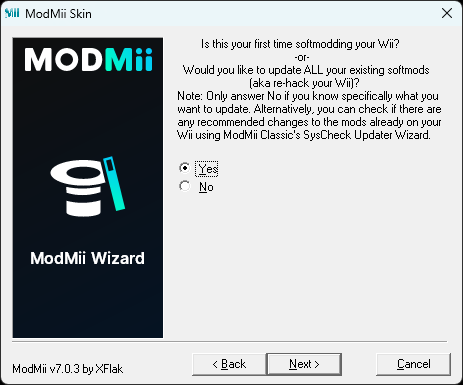 ModMii Skin
MODMii
ModMii Wizard
Is this your first time softmodding your Wii?
-or-
Would you like to update ALL your existing softmods
(aka re-hack your Wii)?
Note: Only answer No if you know specifically what you
want to update. Alternatively, you can check if there are
any recommended changes to the mods already on your
Wii using ModMii Classic's SysCheck Updater Wizard.
Yes
No
ModMii v7.0.3 by XFlak
< Back
Next >
Cancel